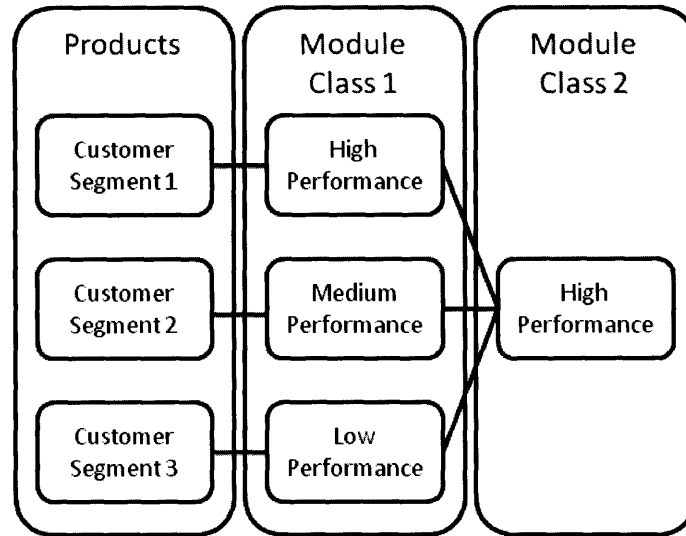 Products
Customer
Segment 1
Customer
Segment 2
Customer
Segment 3
Module
Class 1
High
Performance
Medium
Performance
Low
Performance
Module
Class 2
High
Performance